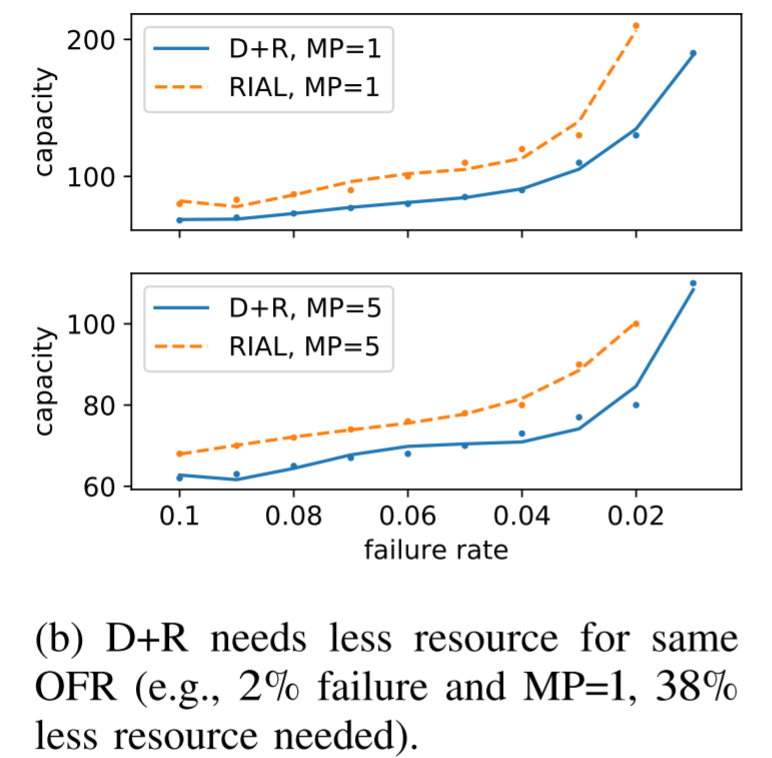 200
100
capacity
D+R, MP=1
RIAL, MP=1
100
80
60
capacity
D+R, MP=5
RIAL, MP=5
0.1 0.08 0.06 0.04 0.02
failure rate
(b) D+R needs less resource for same
OFR (e.g., 2% failure and MP=1, 38%
less resource needed).